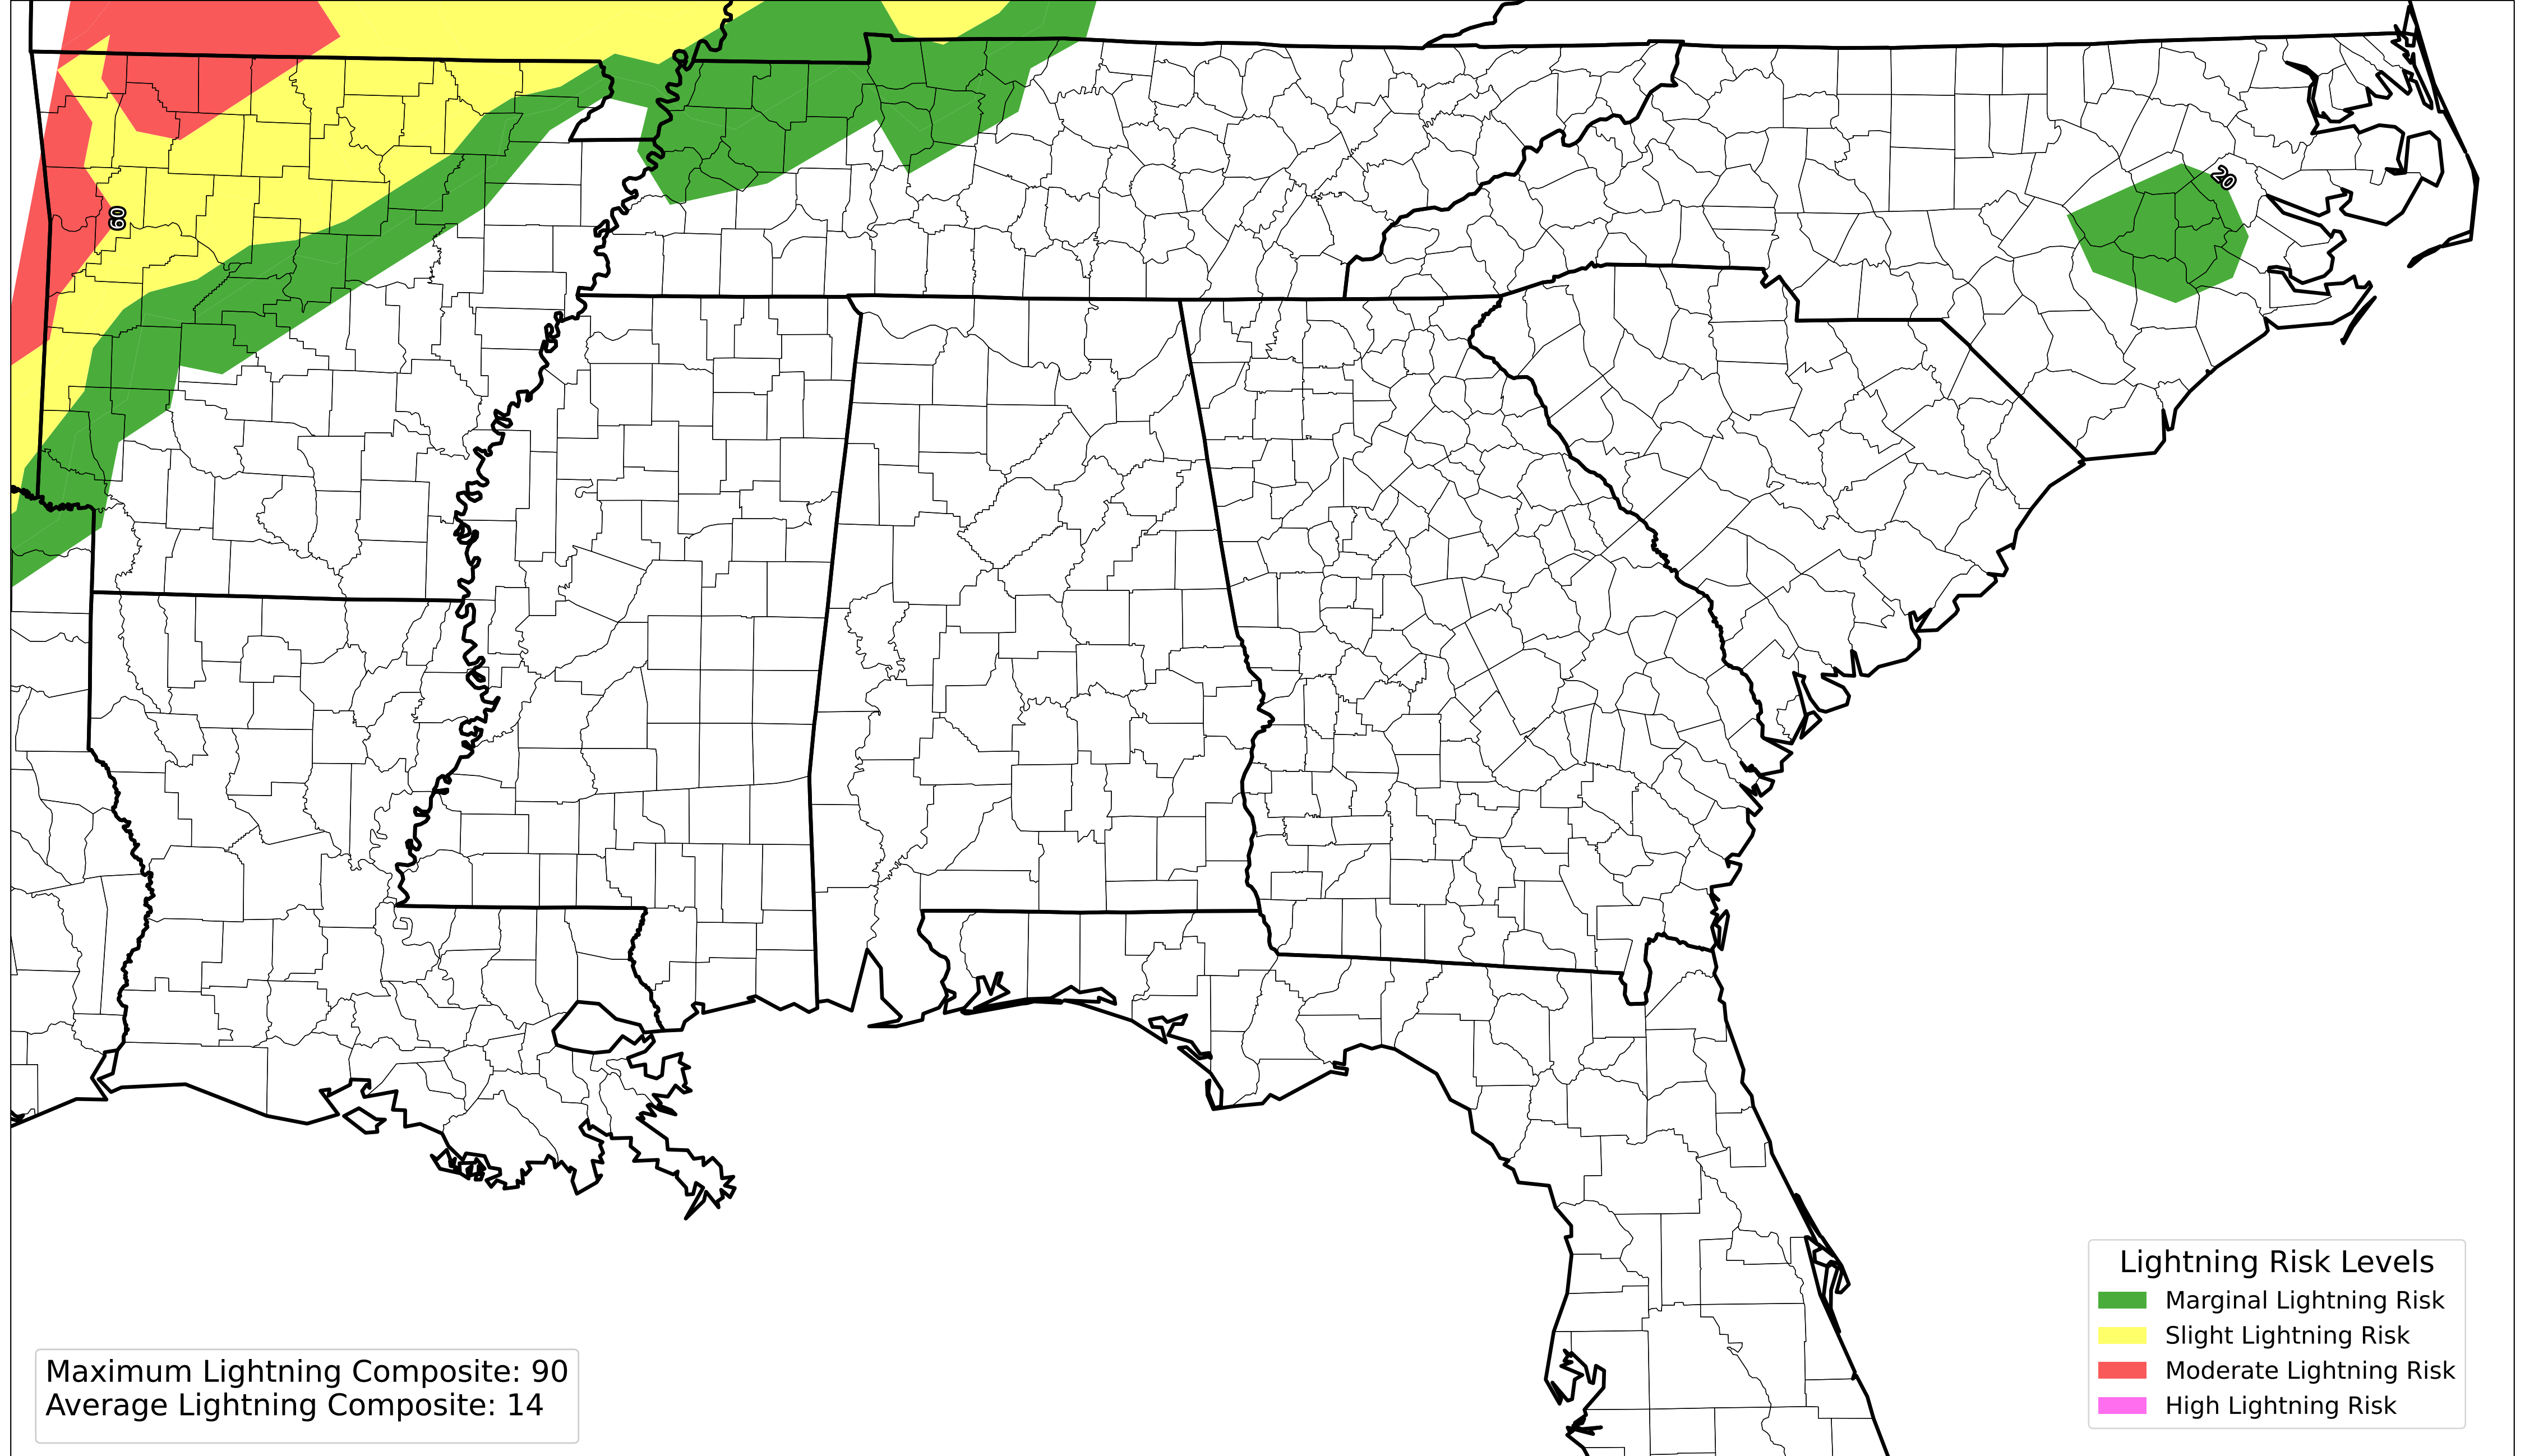 20
60
Lightning Risk Levels
Marginal Lightning Risk
Slight Lightning Risk
Moderate Lightning Risk
High Lightning Risk
Maximum Lightning Composite: 90
Average Lightning Composite: 14